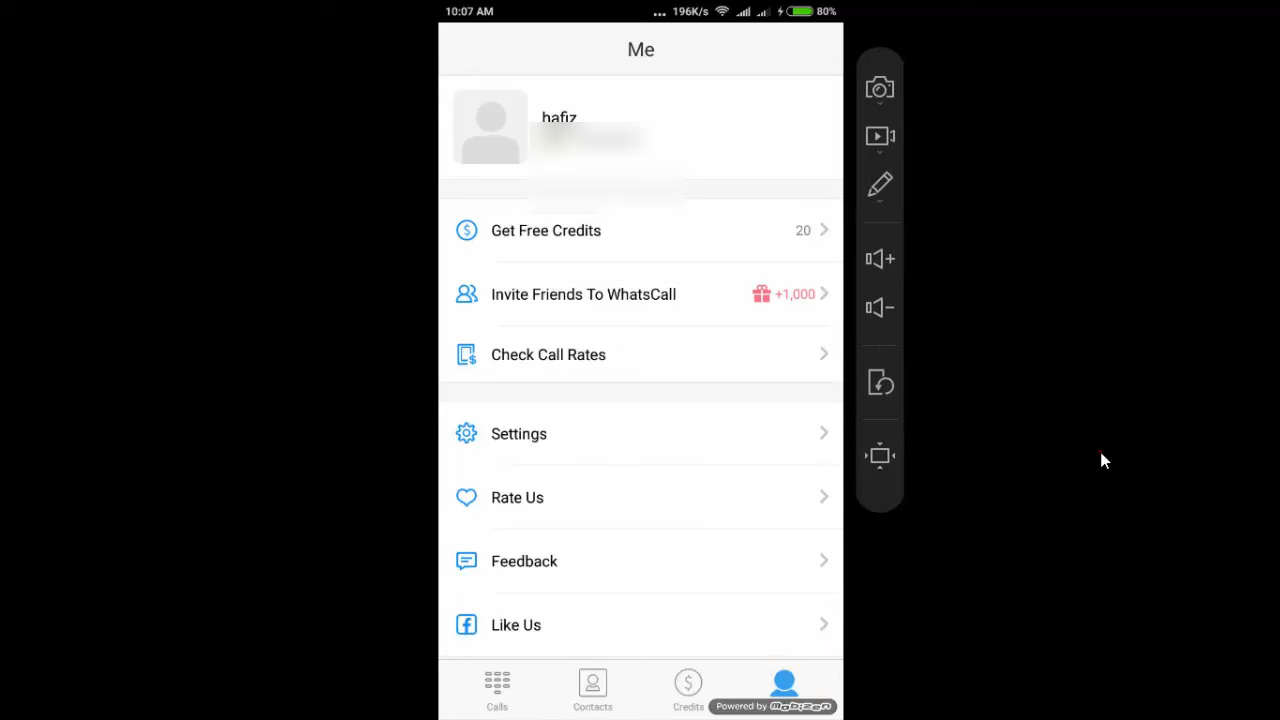 10:07 AM ... 196K/s 80%
Me
hafiz
Get Free Credits 20
Invite Friends To WhatsCall +1,000
Check Call Rates
Settings
Rate Us
Feedback
Like Us
Calls Contacts Credits
Powered by mobizen